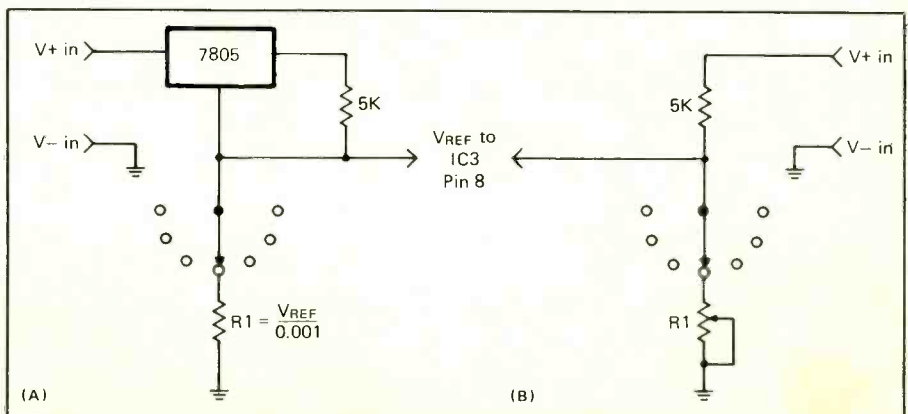 V+ in
7805
5K
V– in
VREF to
IC3
Pin 8
R1 = VREF
0.001
(A)
V+ in
5K
V– in
R1
(B)